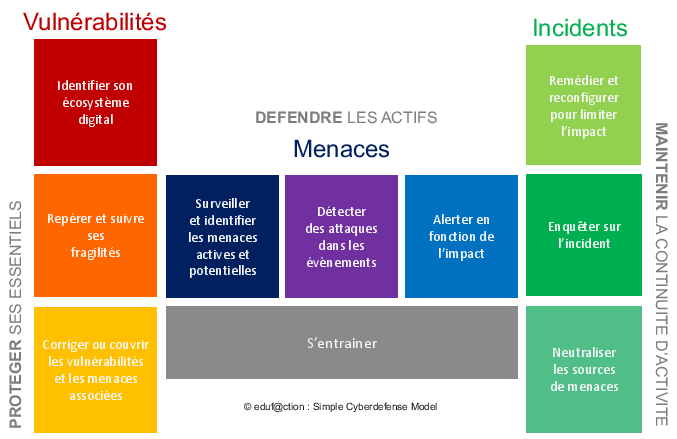 Vulnérabilités
Identifier son
écosystème
digital
Repérer et suivre
ses
fragilités
Corriger ou couvrir
les vulnérabilités
et les menaces
associées
PROTEGER SES ESSENTIELS
DEFENDRE LES ACTIFS
Menaces
Surveiller
et identifier
les menaces
actives et
potentielles
Détecter
des attaques
dans les
évènements
Alerter en
fonction de
l'impact
S'entrainer
© eduf@ction : Simple Cyberdefense Model
Incidents
Remédier et
reconfigurer
pour limiter
l'impact
Enquêter sur
l'incident
Neutraliser
les sources
de menaces
MAINTENIR LA CONTINUITE D'ACTIVITE